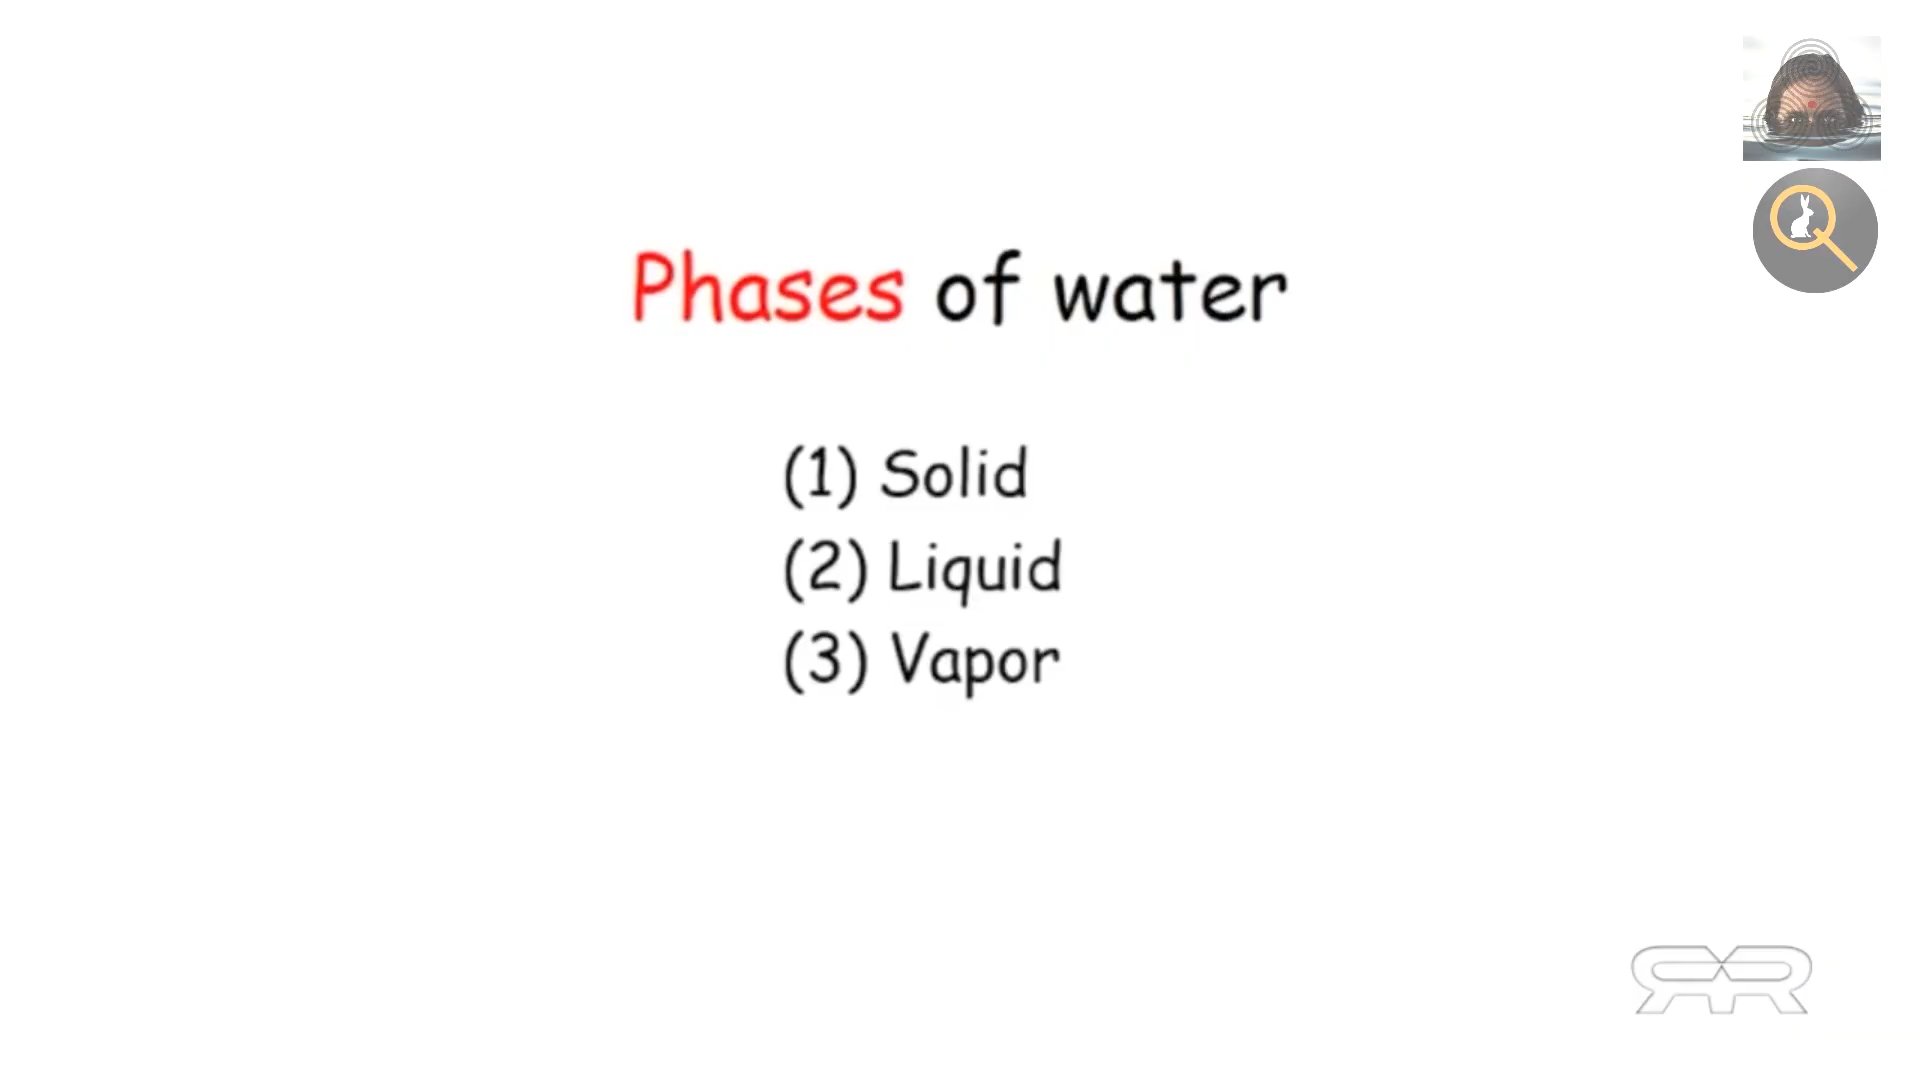 Phases of water
(1) Solid
(2) Liquid
(3) Vapor